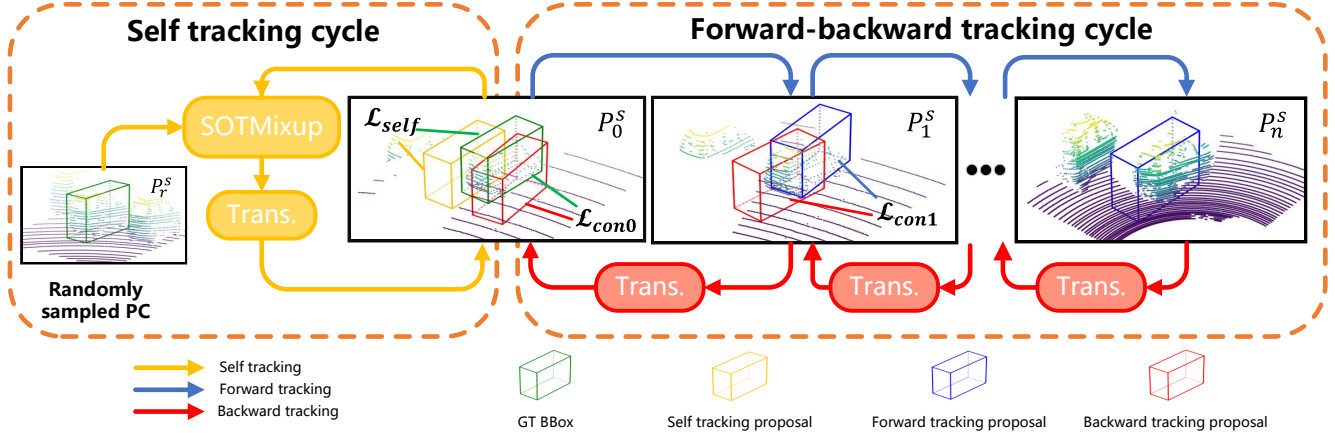 Self tracking cycle
Forward-backward tracking cycle
SOTMixup
Trans.
P_r^s
Randomly
sampled PC
𝓛_self
P_0^s
𝓛_con0
P_1^s
𝓛_con1
•••
P_n^s
Trans.
Trans.
Trans.
Self tracking
Forward tracking
Backward tracking
GT BBox
Self tracking proposal
Forward tracking proposal
Backward tracking proposal